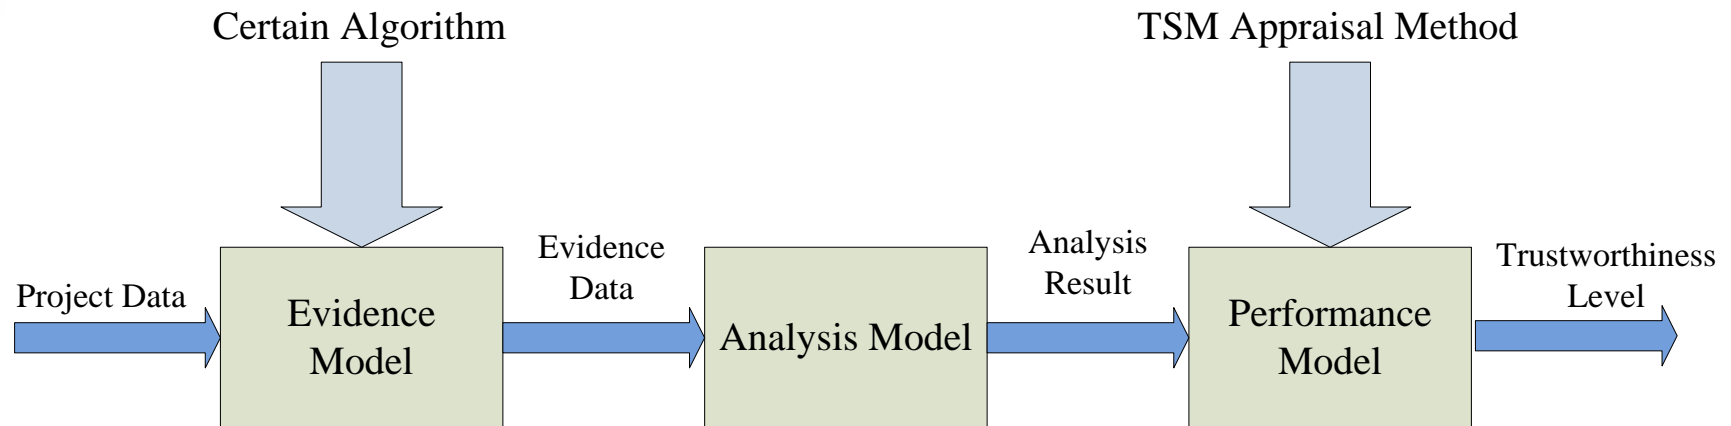 Certain Algorithm
TSM Appraisal Method
Project Data
Evidence
Model
Evidence
Data
Analysis Model
Analysis
Result
Performance
Model
Trustworthiness
Level